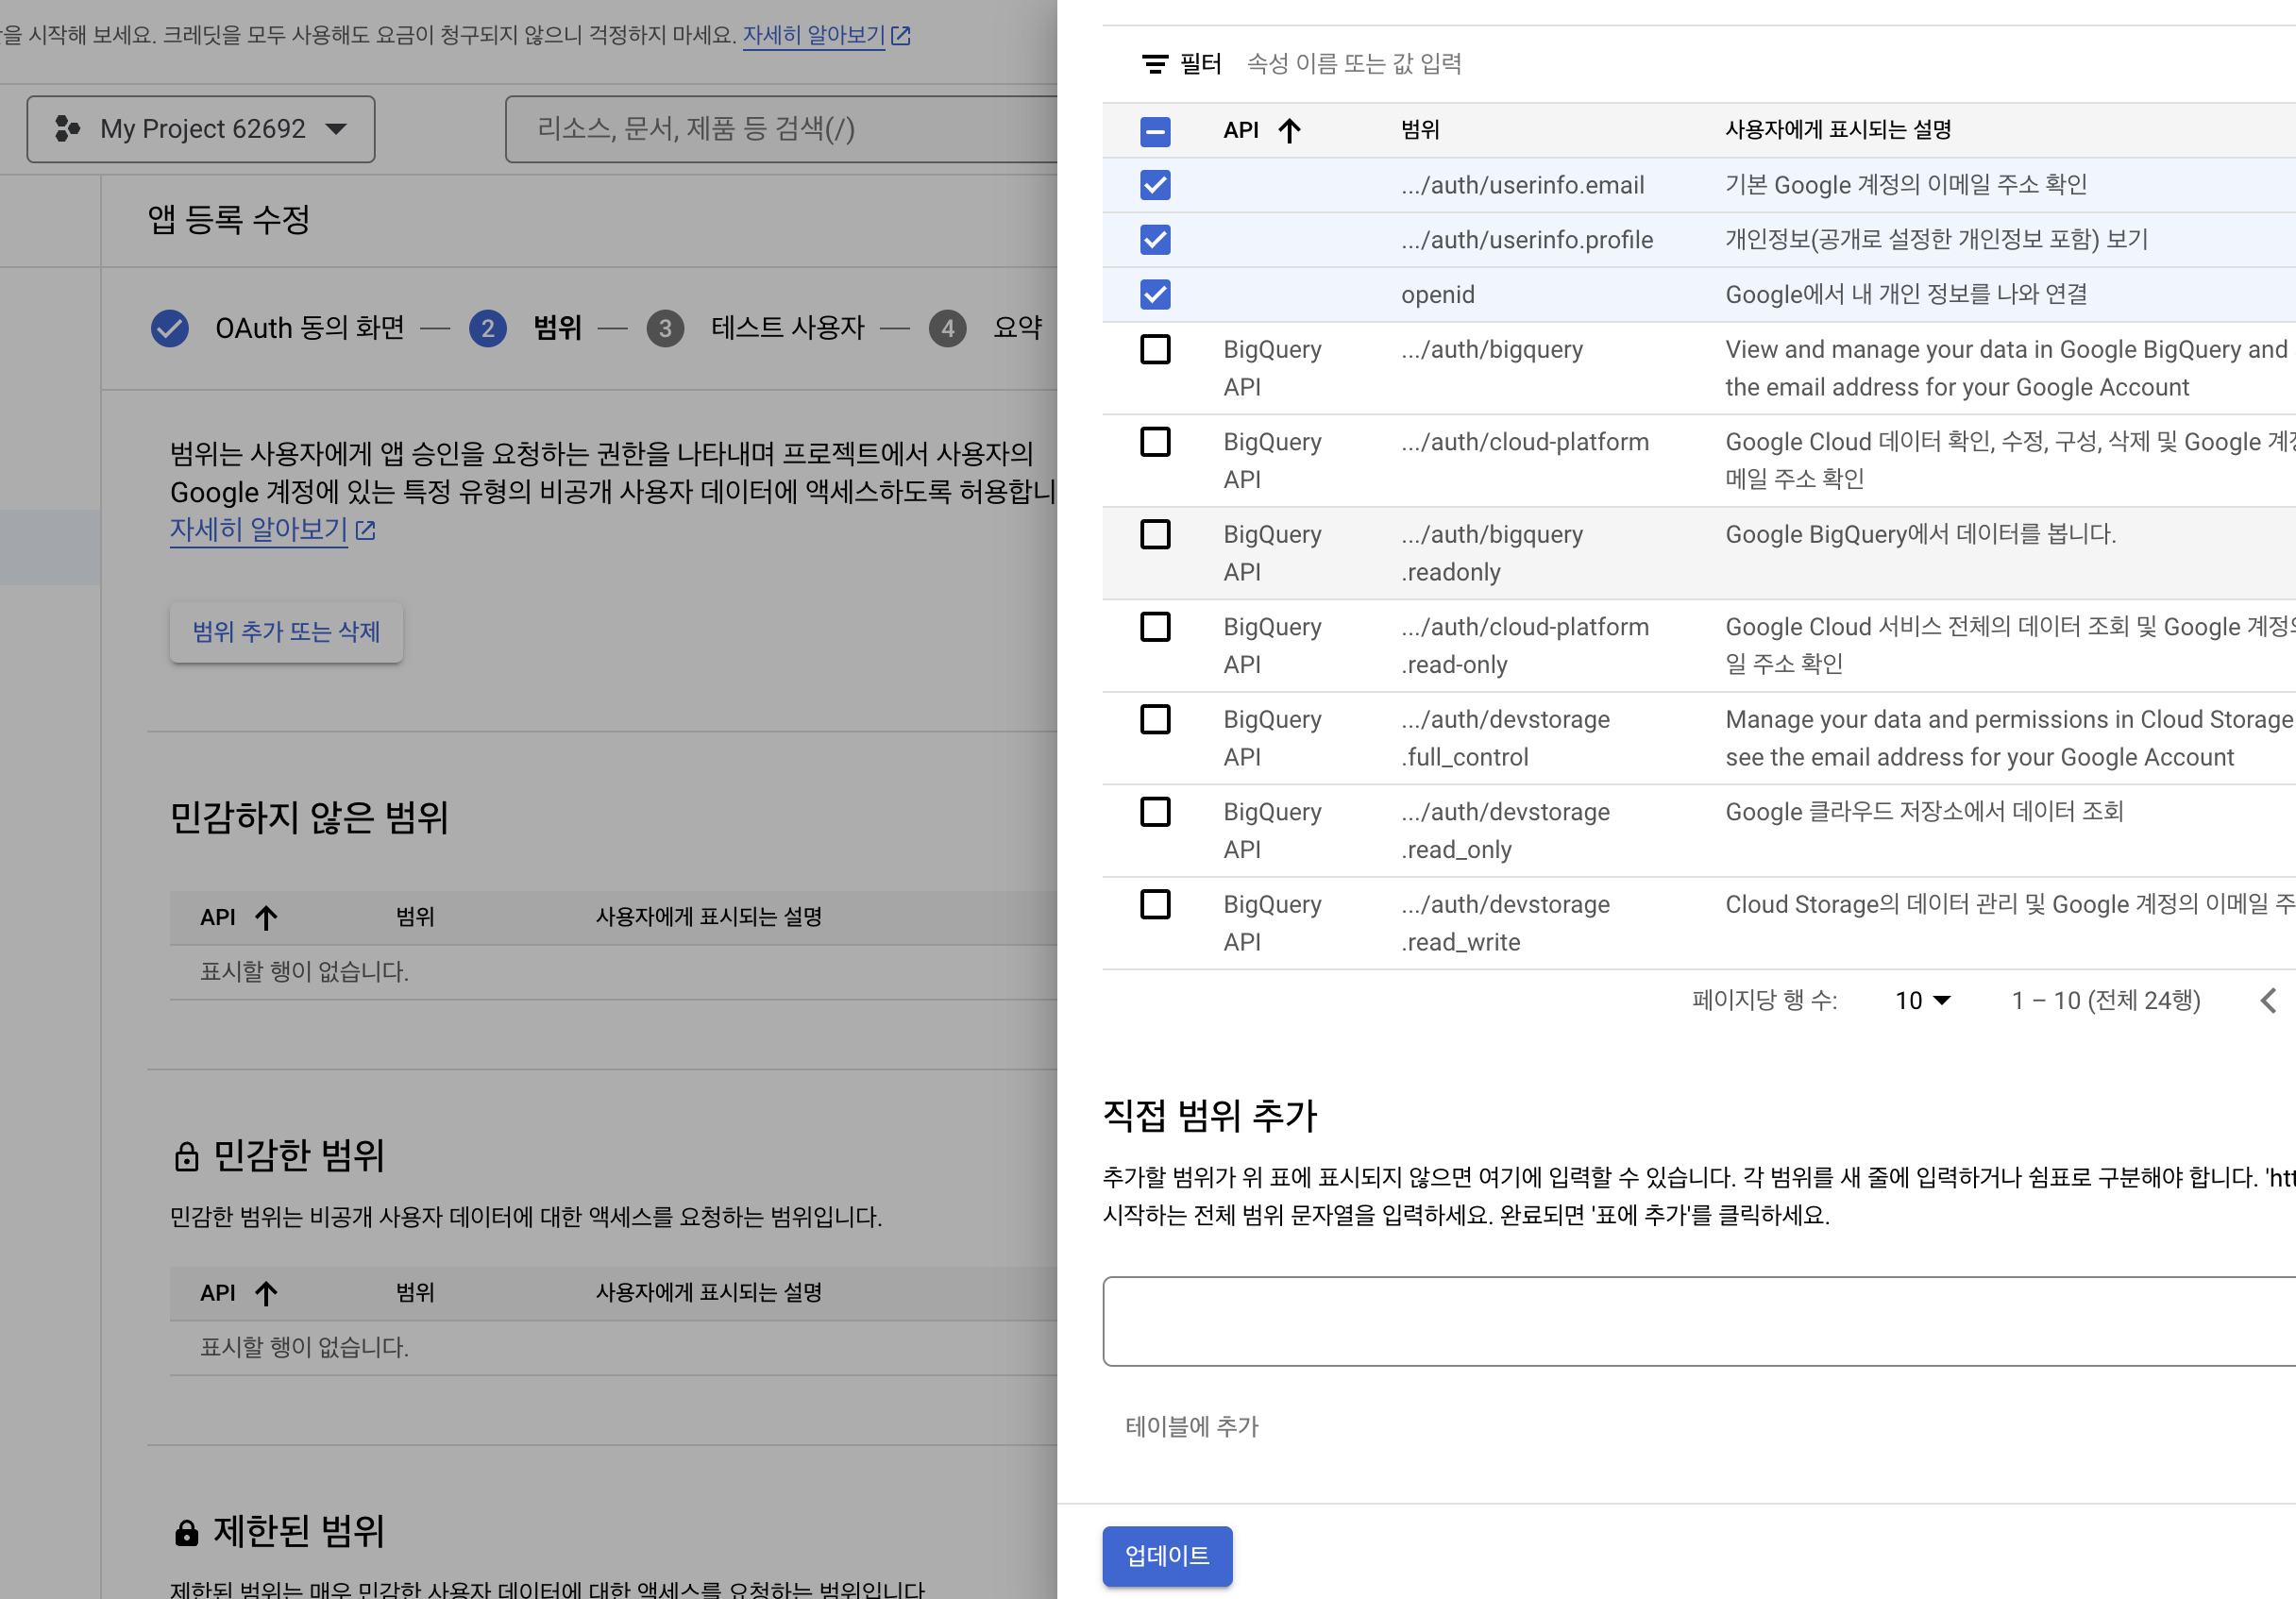 을 시작해 보세요. 크레딧을 모두 사용해도 요금이 청구되지 않으니 걱정하지 마세요. 자세히 알아보기
My Project 62692
리소스, 문서, 제품 등 검색(/)
앱 등록 수정
OAuth 동의 화면
2 범위
3 테스트 사용자
4 요약
범위는 사용자에게 앱 승인을 요청하는 권한을 나타내며 프로젝트에서 사용자의
Google 계정에 있는 특정 유형의 비공개 사용자 데이터에 액세스하도록 허용합니
자세히 알아보기
범위 추가 또는 삭제
민감하지 않은 범위
API 범위 사용자에게 표시되는 설명
표시할 행이 없습니다.
민감한 범위
민감한 범위는 비공개 사용자 데이터에 대한 액세스를 요청하는 범위입니다.
API 범위 사용자에게 표시되는 설명
표시할 행이 없습니다.
제한된 범위
제한된 범위는 매우 민감한 사용자 데이터에 대한 액세스를 요청하는 범위입니다
필터 속성 이름 또는 값 입력
API 범위 사용자에게 표시되는 설명
.../auth/userinfo.email 기본 Google 계정의 이메일 주소 확인
.../auth/userinfo.profile 개인정보(공개로 설정한 개인정보 포함) 보기
openid Google에서 내 개인 정보를 나와 연결
BigQuery .../auth/bigquery View and manage your data in Google BigQuery and
API the email address for your Google Account
BigQuery .../auth/cloud-platform Google Cloud 데이터 확인, 수정, 구성, 삭제 및 Google
API 메일 주소 확인
BigQuery .../auth/bigquery Google BigQuery에서 데이터를 봅니다.
API .readonly
BigQuery .../auth/cloud-platform Google Cloud 서비스 전체의 데이터 조회 및 Google 계정
API .read-only 일 주소 확인
BigQuery .../auth/devstorage Manage your data and permissions in Cloud Storage
API .full_control see the email address for your Google Account
BigQuery .../auth/devstorage Google 클라우드 저장소에서 데이터 조회
API .read_only
BigQuery .../auth/devstorage Cloud Storage의 데이터 관리 및 Google 계정의 이메일 주
API .read_write
페이지당 행 수: 10 1 – 10 (전체 24행)
직접 범위 추가
추가할 범위가 위 표에 표시되지 않으면 여기에 입력할 수 있습니다. 각 범위를 새 줄에 입력하거나 쉼표로 구분해야 합니다. 'htt
시작하는 전체 범위 문자열을 입력하세요. 완료되면 '표에 추가'를 클릭하세요.
테이블에 추가
업데이트